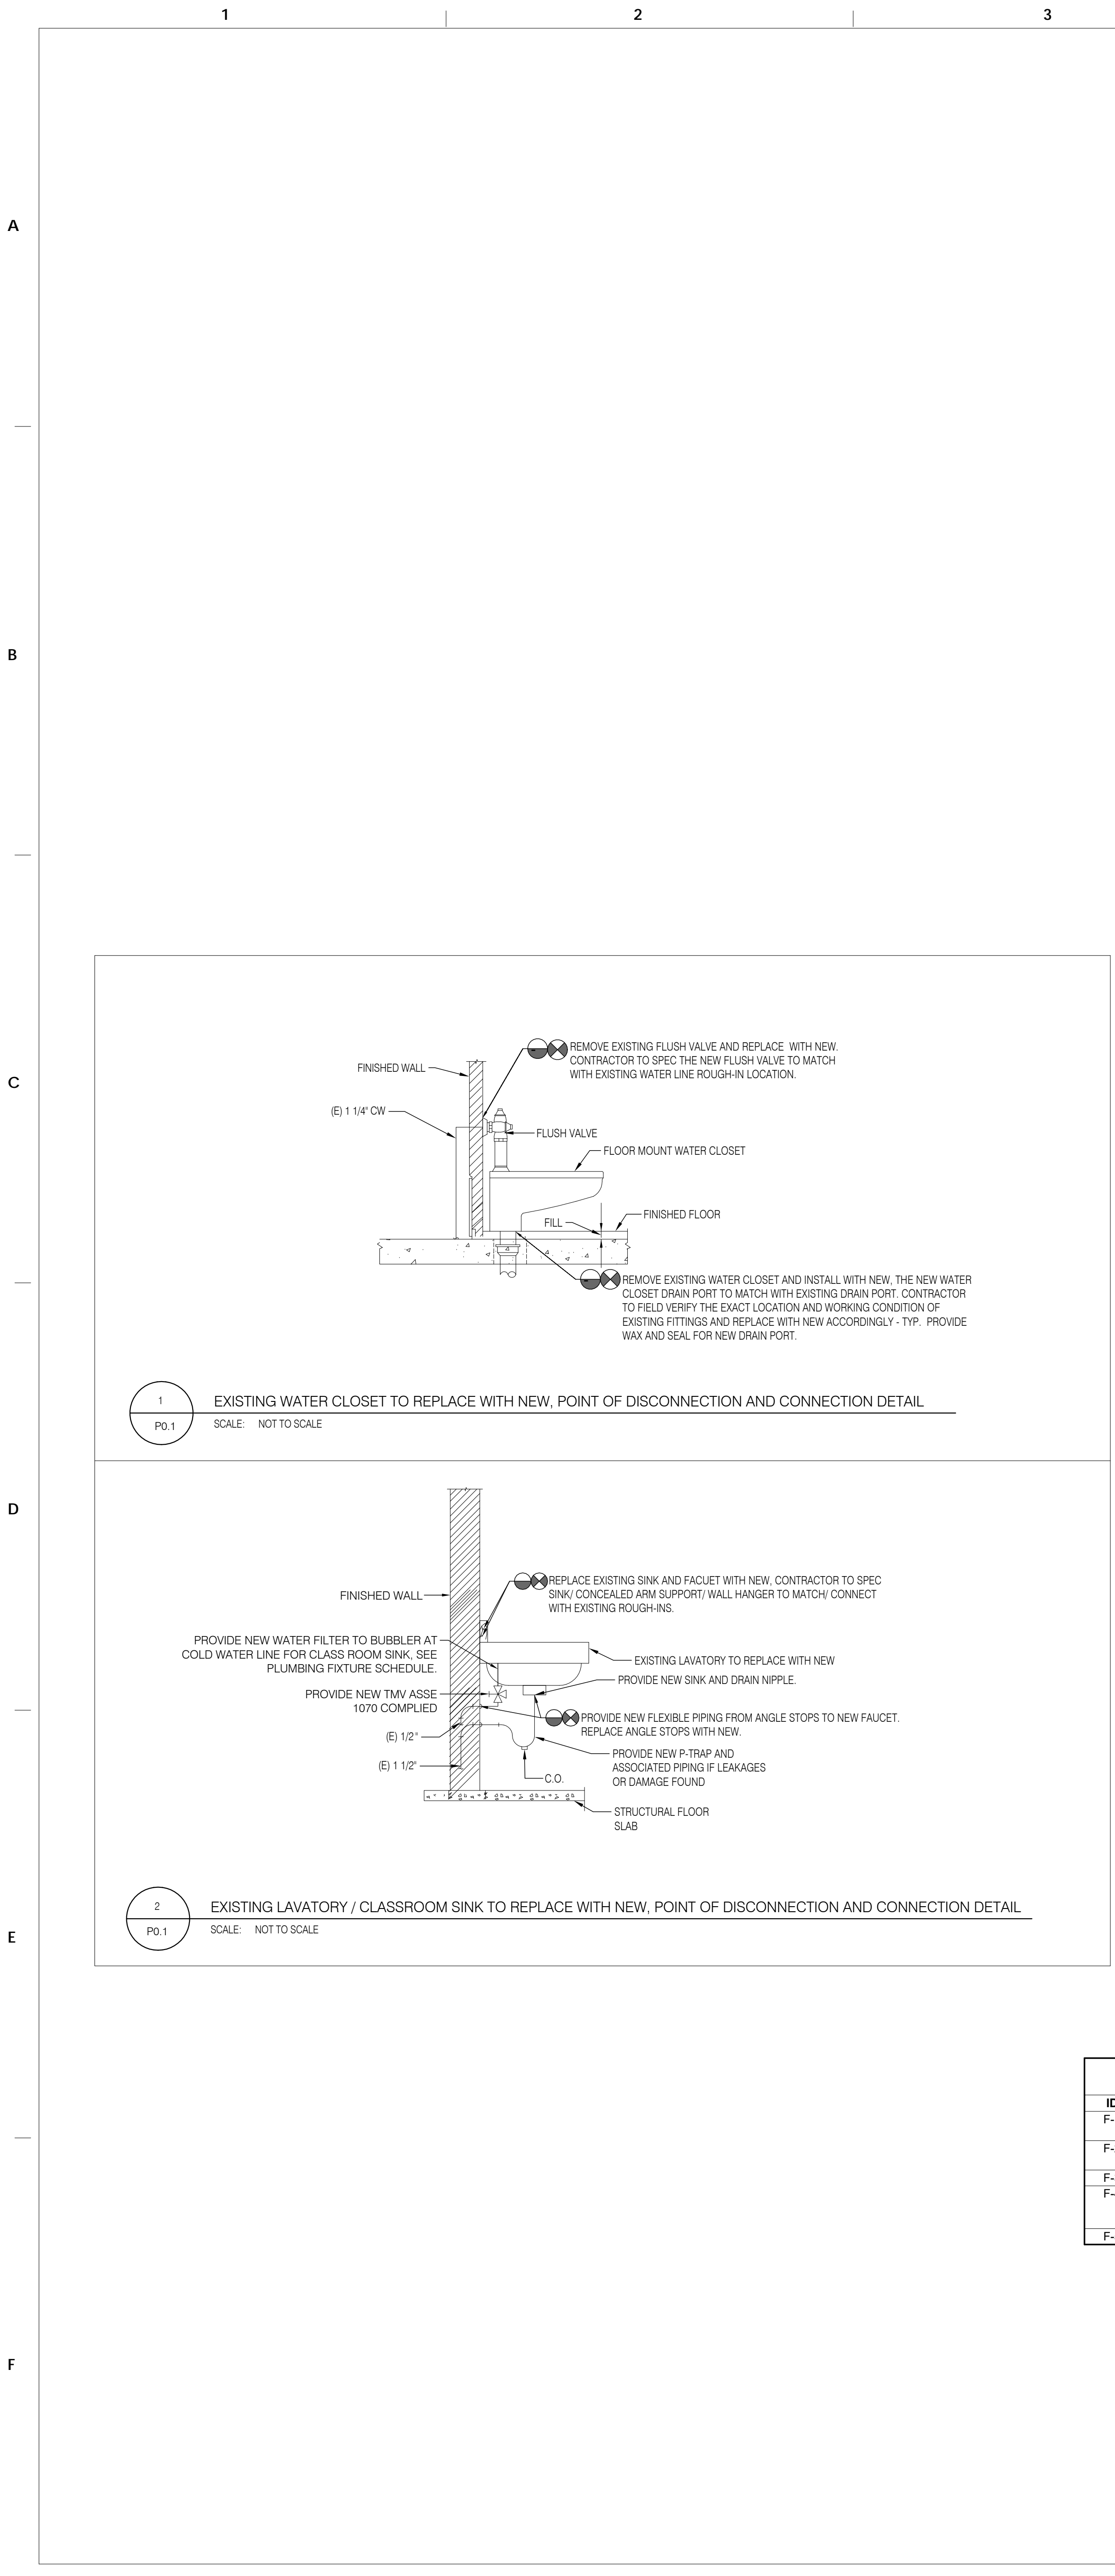 1
2
3
A
B
C
D
E
F
REMOVE EXISTING FLUSH VALVE AND REPLACE WITH NEW.
CONTRACTOR TO SPEC THE NEW FLUSH VALVE TO MATCH
WITH EXISTING WATER LINE ROUGH-IN LOCATION.
FINISHED WALL
(E) 1 1/4" CW
FLUSH VALVE
FLOOR MOUNT WATER CLOSET
FINISHED FLOOR
FILL
REMOVE EXISTING WATER CLOSET AND INSTALL WITH NEW, THE NEW WATER
CLOSET DRAIN PORT TO MATCH WITH EXISTING DRAIN PORT. CONTRACTOR
TO FIELD VERIFY THE EXACT LOCATION AND WORKING CONDITION OF
EXISTING FITTINGS AND REPLACE WITH NEW ACCORDINGLY - TYP. PROVIDE
WAX AND SEAL FOR NEW DRAIN PORT.
1
P0.1
EXISTING WATER CLOSET TO REPLACE WITH NEW, POINT OF DISCONNECTION AND CONNECTION DETAIL
SCALE: NOT TO SCALE
REPLACE EXISTING SINK AND FACUET WITH NEW, CONTRACTOR TO SPEC
SINK/ CONCEALED ARM SUPPORT/ WALL HANGER TO MATCH/ CONNECT
WITH EXISTING ROUGH-INS.
FINISHED WALL
PROVIDE NEW WATER FILTER TO BUBBLER AT
COLD WATER LINE FOR CLASS ROOM SINK, SEE
PLUMBING FIXTURE SCHEDULE.
EXISTING LAVATORY TO REPLACE WITH NEW
PROVIDE NEW SINK AND DRAIN NIPPLE.
PROVIDE NEW TMV ASSE
1070 COMPLIED
PROVIDE NEW FLEXIBLE PIPING FROM ANGLE STOPS TO NEW FAUCET.
REPLACE ANGLE STOPS WITH NEW.
(E) 1/2"
PROVIDE NEW P-TRAP AND
ASSOCIATED PIPING IF LEAKAGES
OR DAMAGE FOUND
(E) 1 1/2"
C.O.
STRUCTURAL FLOOR
SLAB
2
P0.1
EXISTING LAVATORY / CLASSROOM SINK TO REPLACE WITH NEW, POINT OF DISCONNECTION AND CONNECTION DETAIL
SCALE: NOT TO SCALE
F-
F-
F-
F-
F-